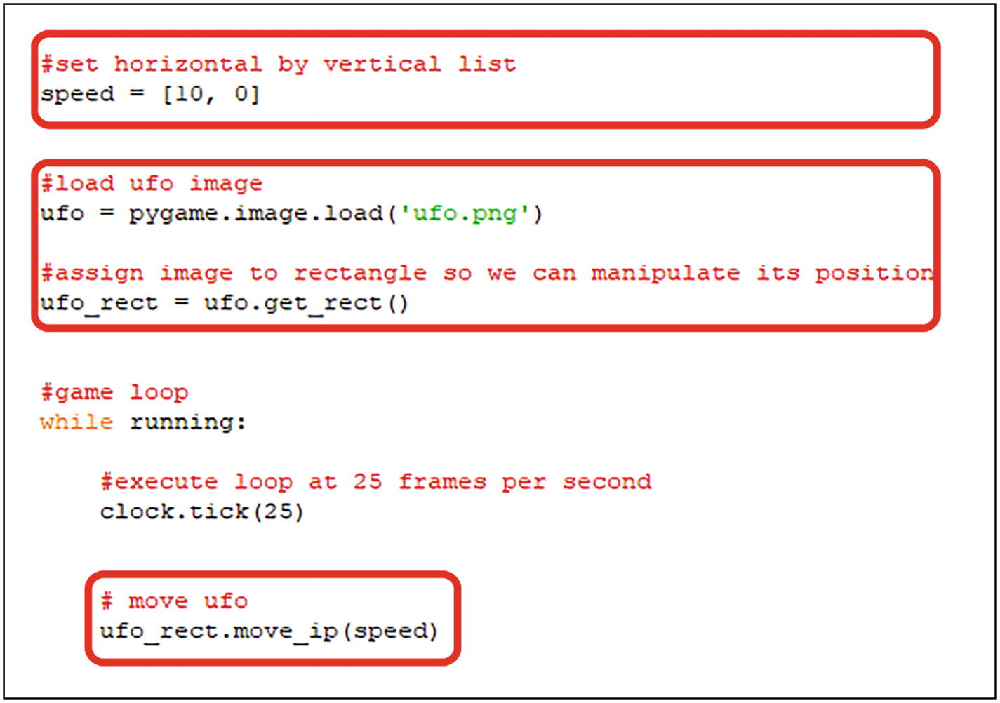 #set horizontal by vertical list
speed = [10, 0]
#load ufo image
ufo = pygame.image.load('ufo.png')
#assign image to rectangle so we can manipulate its position
ufo_rect = ufo.get_rect()
#game loop
while running:
#execute loop at 25 frames per second
clock.tick(25)
# move ufo
ufo_rect.move_ip(speed)